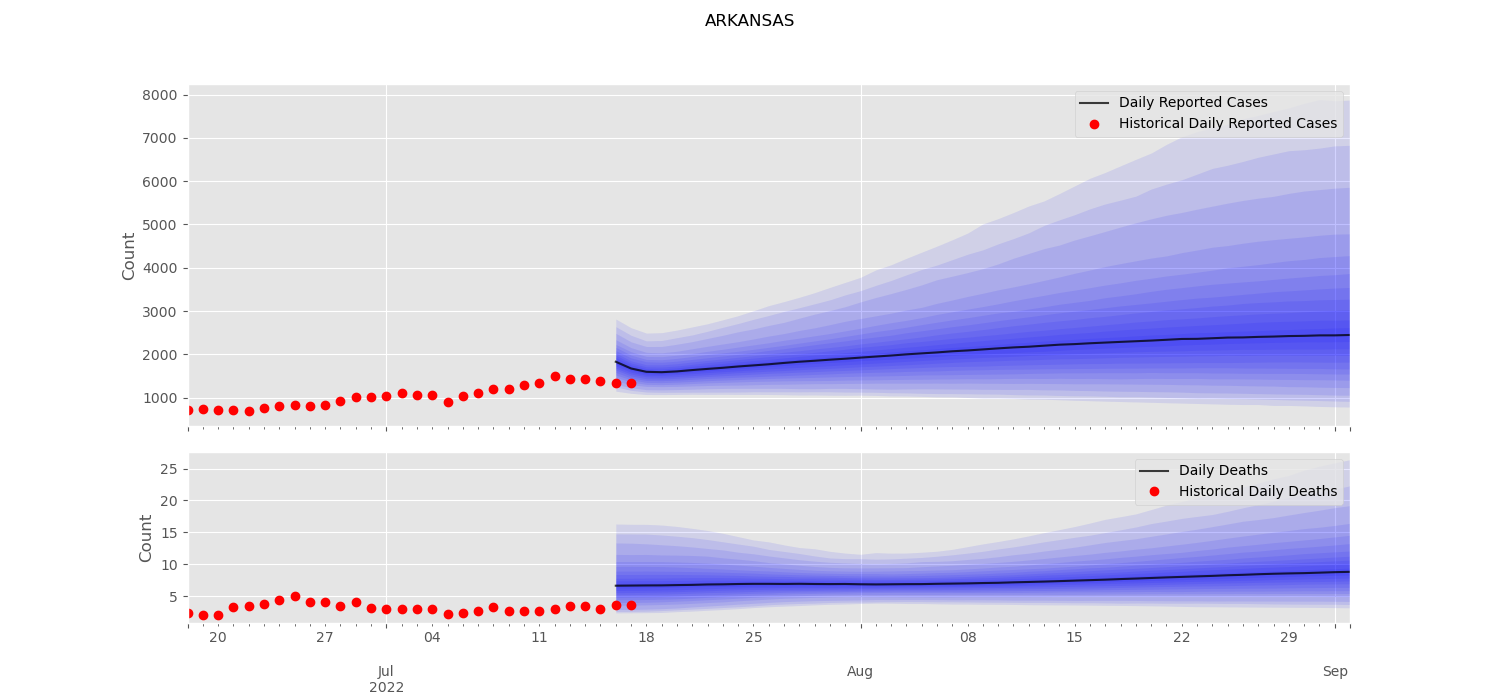 ARKANSAS
8000
7000
6000
5000
4000
3000
2000
1000
Count
Daily Reported Cases
Historical Daily Reported Cases
25
20
15
10
5
Count
Daily Deaths
Historical Daily Deaths
20 27 04 11 18 25 08 15 22 29
Jul Aug Sep
2022